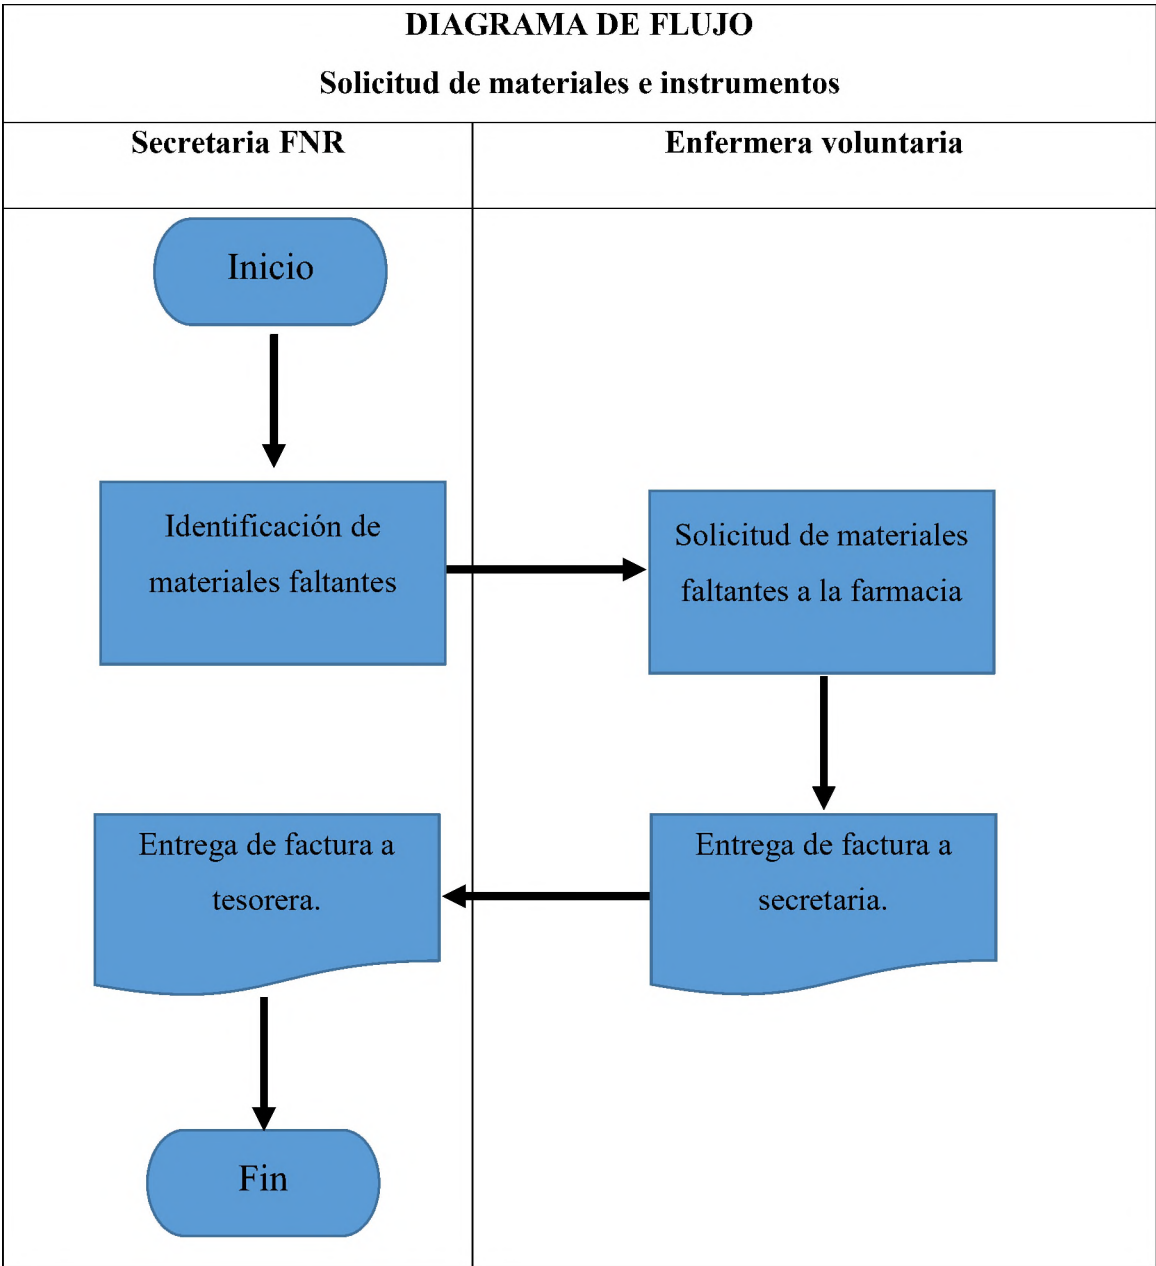 DIAGRAMA DE FLUJO
Solicitud de materiales e instrumentos
Secretaria FNR
Enfermera voluntaria
Inicio
Identificación de
materiales faltantes
Solicitud de materiales
faltantes a la farmacia
Entrega de factura a
secretaria.
Entrega de factura a
tesorera.
Fin